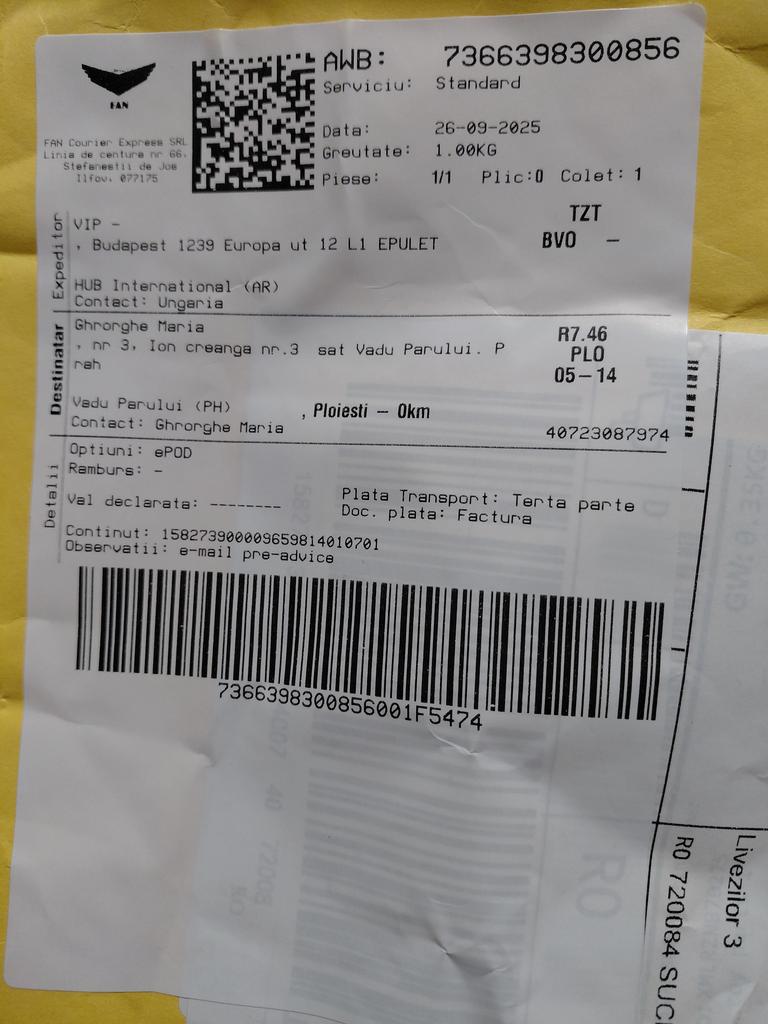 FAN
FAN Courier Express SRL
Linia de centura nr 66.
Stefanestii de Jos
Ilfov. 077175
AWB: 7366398300856
Serviciu: Standard
Data: 26-09-2025
Greutate: 1.00KG
Piese: 1/1 Plic:0 Colet: 1
Expeditor
VIP -
, Budapest 1239 Europa ut 12 L1 EPULET
TZT
BVO -
HUB International (AR)
Contact: Ungaria
Destinatar
Ghrorghe Maria
, nr 3, Ion creanga nr.3 sat Vadu Parului. P
rah
R7.46
PLO
05-14
Vadu Parului (PH) , Ploiesti - 0km
Contact: Ghrorghe Maria 40723087974
Detalii
Optiuni: ePOD
Ramburs: -
Val declarata: --------
Plata Transport: Terta parte
Doc. plata: Factura
Continut: 1582739000009659814010701
Observatii: e-mail pre-advice
7366398300856001F5474
Livezilor 3
RO 720084 SUC
RO